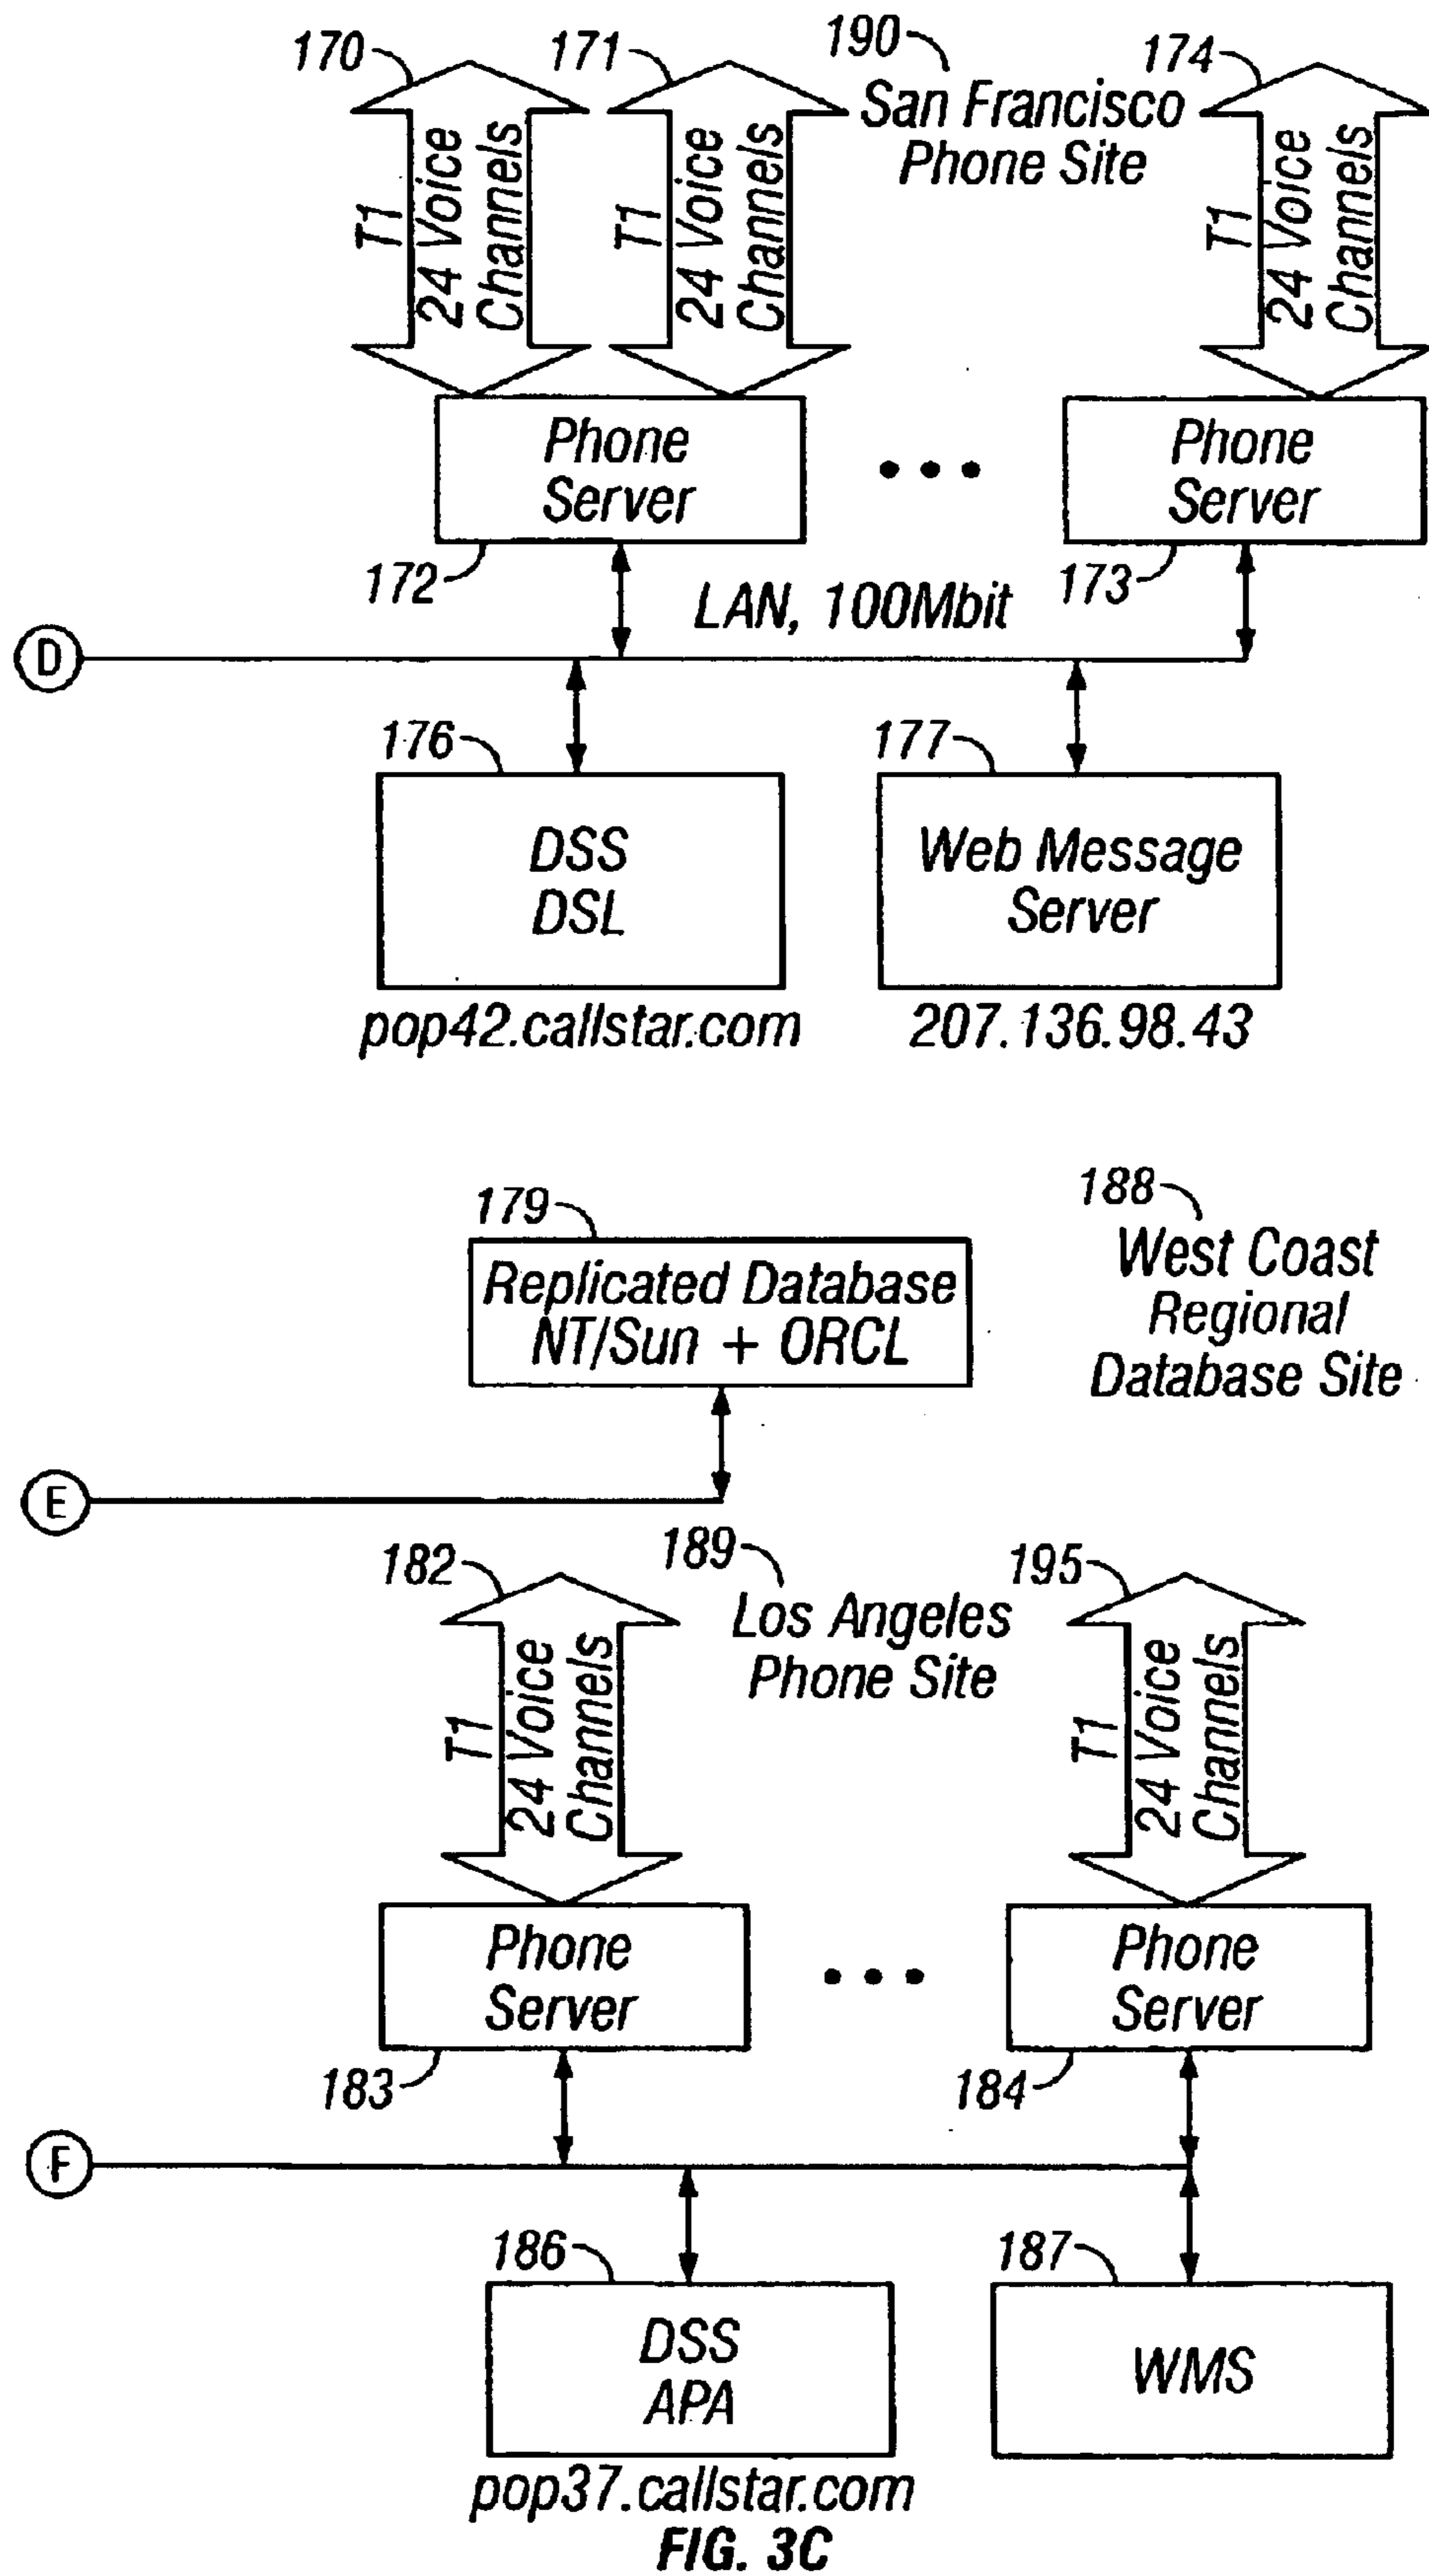 170
171
190
174
San Francisco
Phone Site
T1
24 Voice
Channels
T1
24 Voice
Channels
T1
24 Voice
Channels
Phone
Server
Phone
Server
172
LAN, 100Mbit
173
D
176
177
DSS
DSL
Web Message
Server
pop42.callstar.com
207.136.98.43
179
188
Replicated Database
NT/Sun + ORCL
West Coast
Regional
Database Site
E
182
189
195
Los Angeles
Phone Site
T1
24 Voice
Channels
T1
24 Voice
Channels
Phone
Server
Phone
Server
183
184
F
186
187
DSS
APA
WMS
pop37.callstar.com
FIG. 3C